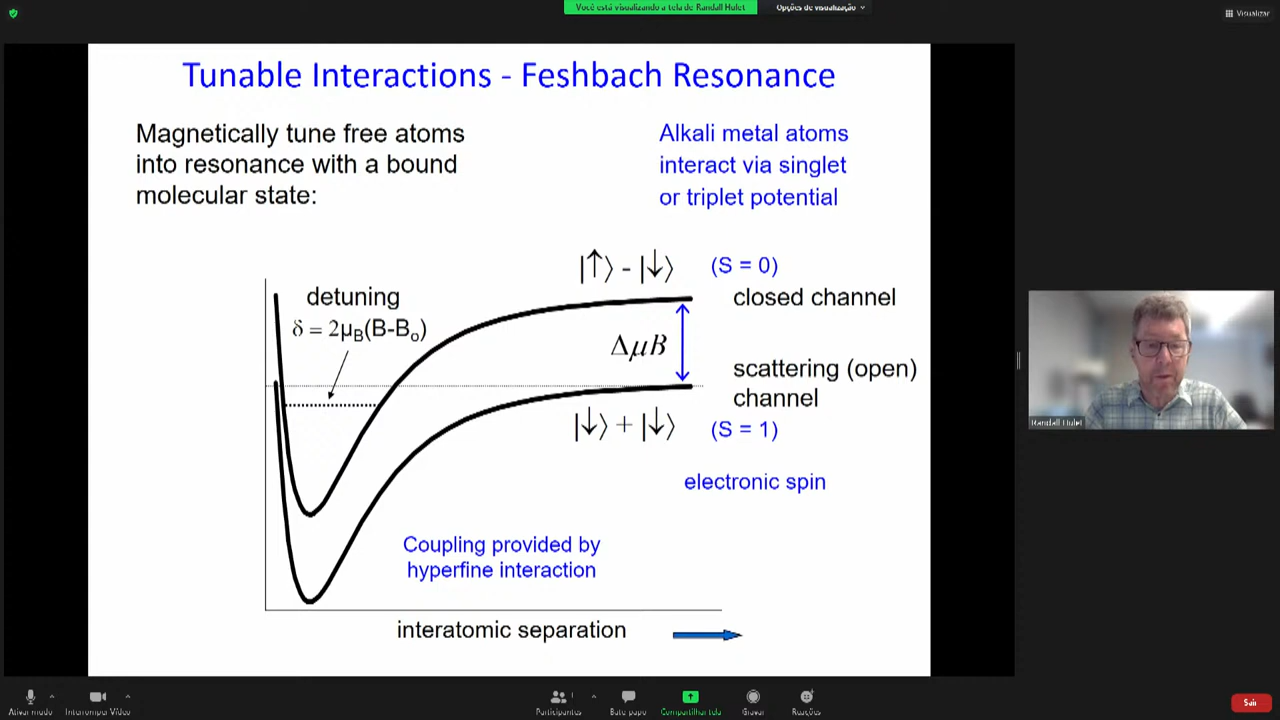 Você está visualizando a tela de Randall Hulet
Opções de visualização
Visualizar
Tunable Interactions - Feshbach Resonance
Magnetically tune free atoms
into resonance with a bound
molecular state:
Alkali metal atoms
interact via singlet
or triplet potential
|↑⟩ - |↓⟩
(S = 0)
closed channel
detuning
δ = 2μB(B-Bo)
ΔμB
scattering (open)
channel
|↓⟩ + |↓⟩
(S = 1)
electronic spin
Coupling provided by
hyperfine interaction
interatomic separation
Randall Hulet
Ativar mudo
Interromper Vídeo
Participantes
1
Bate-papo
Compartilhar tela
Gravar
Reações
Sair